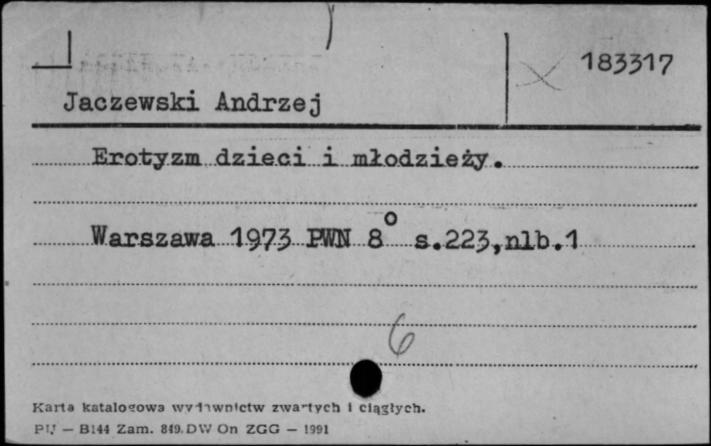 183317
Jaczewski Andrzej
Erotyzm dzieci i młodzieży.
Warszawa 1973 PWN 8° s.223,nlb.1
6
Karta katalogowa wydawnictw zwartych i ciągłych.
PU — B144 Zam. 849. DW On ZGG — 1991